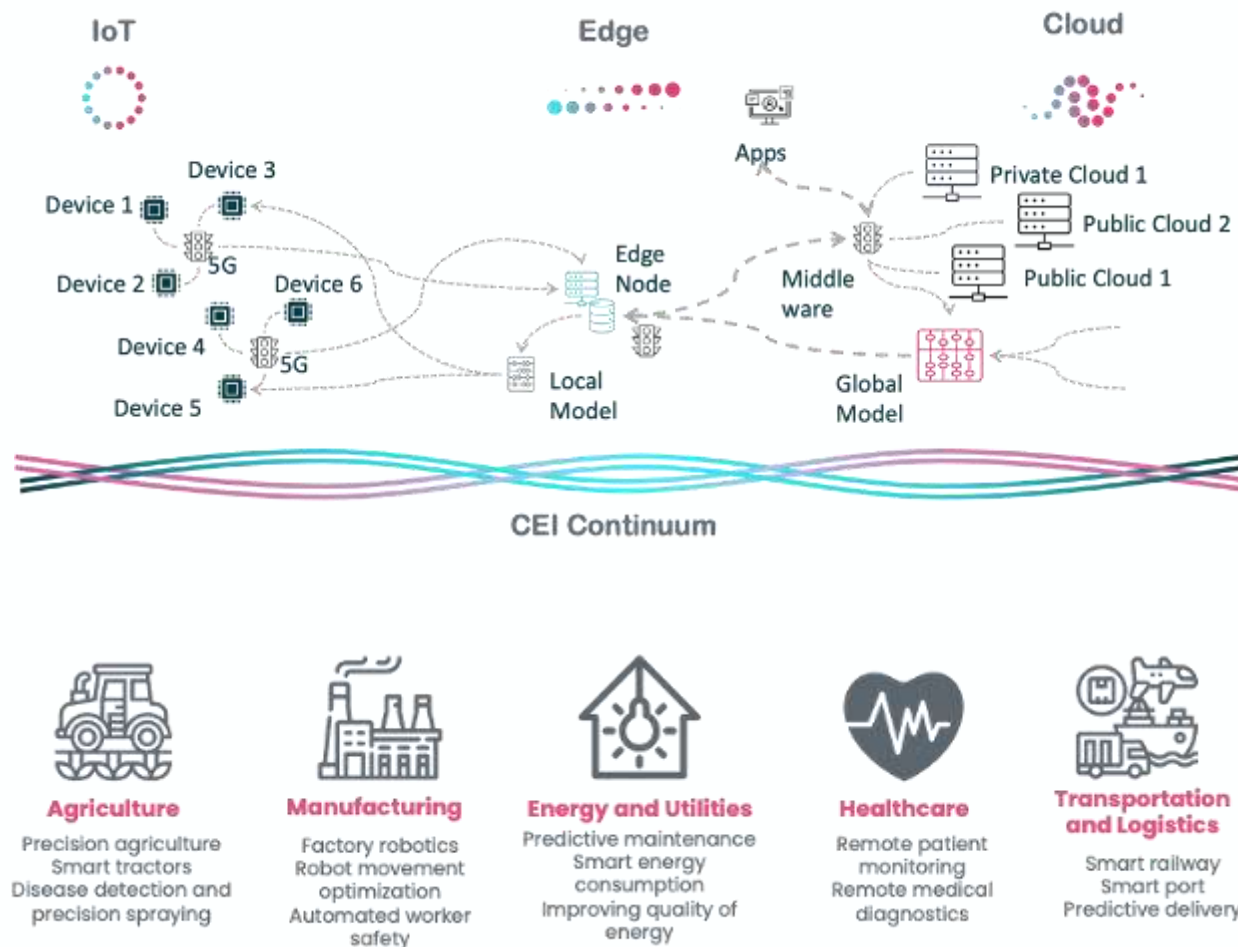 IoT
Edge
Cloud
Apps
Device 3
Private Cloud 1
Device 1
Public Cloud 2
5G
Edge
Node
Device 2
Device 6
Middle
ware
Public Cloud 1
Device 4
5G
Local
Model
Global
Model
Device 5
CEI Continuum
Agriculture
Precision agriculture
Smart tractors
Disease detection and
precision spraying
Manufacturing
Factory robotics
Robot movement
optimization
Automated worker
safety
Energy and Utilities
Predictive maintenance
Smart energy
consumption
Improving quality of
energy
Healthcare
Remote patient
monitoring
Remote medical
diagnostics
Transportation
and Logistics
Smart railway
Smart port
Predictive delivery